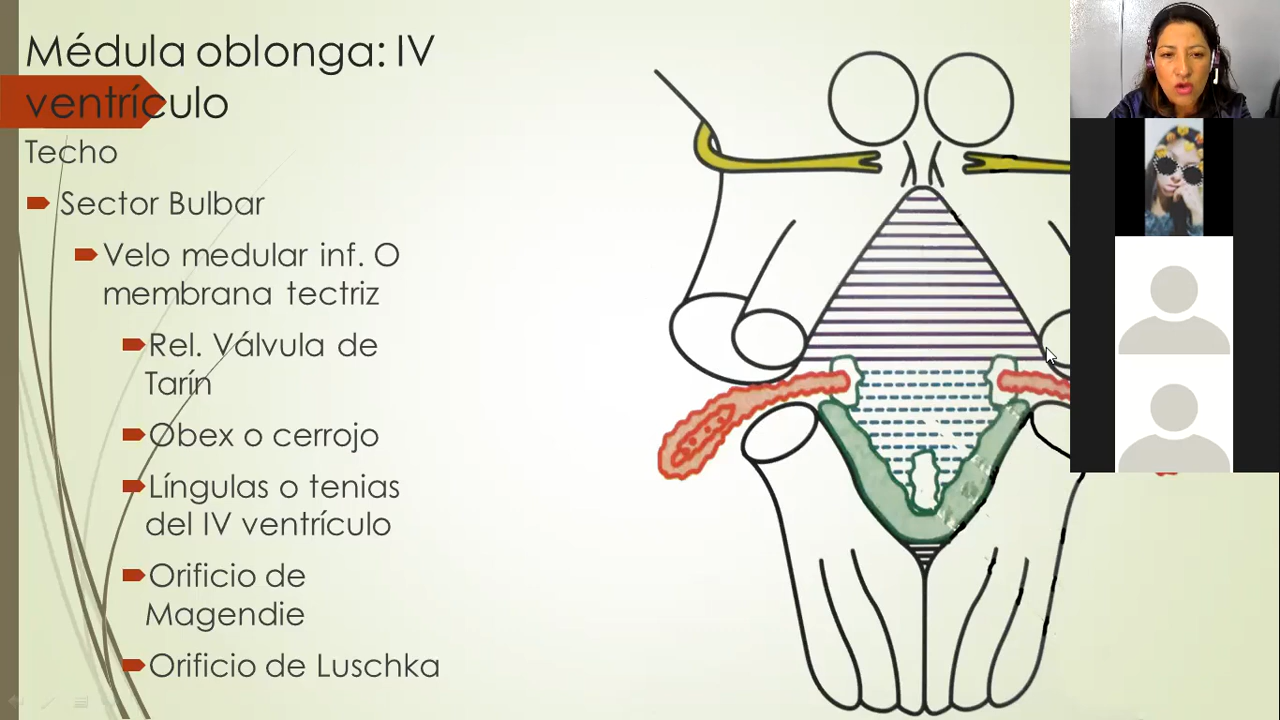 Médula oblonga: IV
ventrículo
Techo
Sector Bulbar
Velo medular inf. O
membrana tectriz
Rel. Válvula de
Tarín
Obex o cerrojo
Língulas o tenias
del IV ventrículo
Orificio de
Magendie
Orificio de Luschka